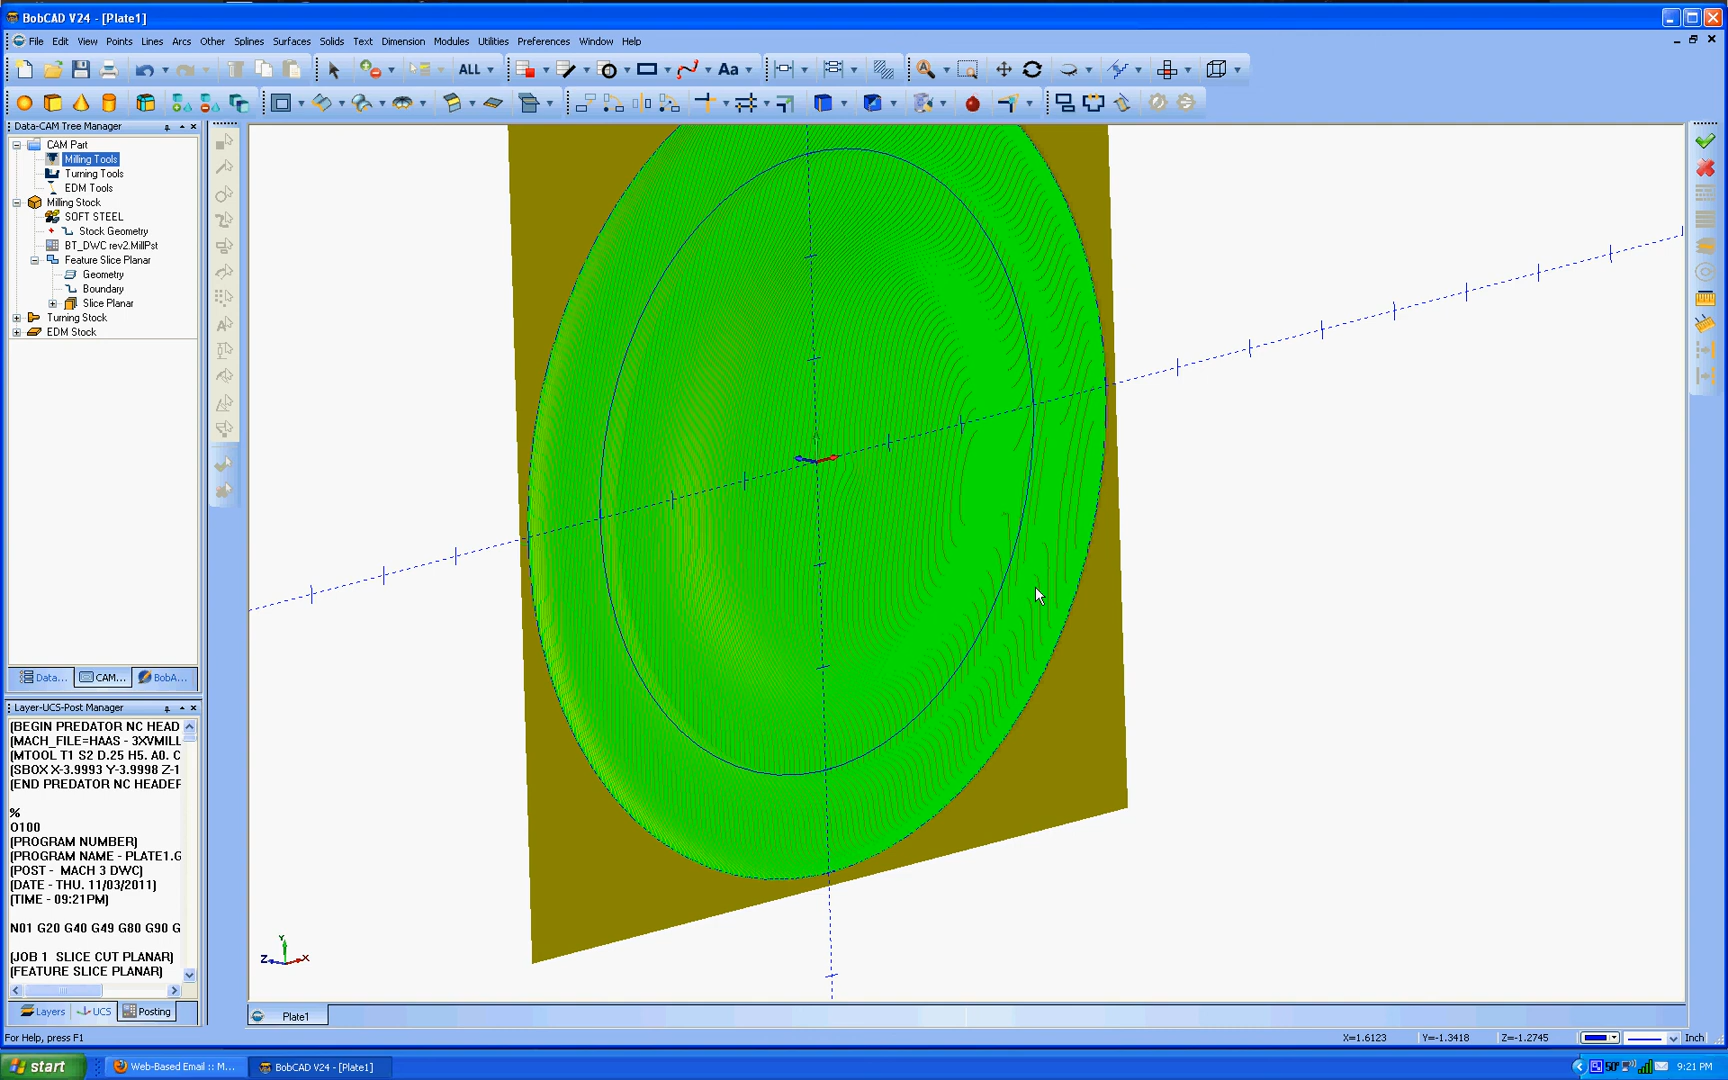 BobCAD V24 - [Plate1]
File Edit View Points Lines Arcs Other Splines Surfaces Solids Text Dimension Modules Utilities Preferences Window Help
ALL
Aa
Data-CAM Tree Manager
CAM Part
Milling Tools
Turning Tools
EDM Tools
Milling Stock
SOFT STEEL
Stock Geometry
BT_DWC rev2.MillPst
Feature Slice Planar
Geometry
Boundary
Slice Planar
Turning Stock
EDM Stock
Data... CAM... BobA...
Layer-UCS-Post Manager
(BEGIN PREDATOR NC HEAD
(MACH_FILE=HAAS - 3XVMILL
(MTOOL T1 S2 D.25 H5. A0. C
(SBOX X-3.9993 Y-3.9998 Z-1
(END PREDATOR NC HEADER
%
O100
(PROGRAM NUMBER)
(PROGRAM NAME - PLATE1.G
(POST - MACH 3 DWC)
(DATE - THU. 11/03/2011)
(TIME - 09:21PM)
N01 G20 G40 G49 G80 G90 G
(JOB 1 SLICE CUT PLANAR)
(FEATURE SLICE PLANAR)
Layers UCS Posting
Y
Z X
Plate1
For Help, press F1
X=1.6123 Y=-1.3418 Z=-1.2745 Inch
start Web-Based Email :: M... BobCAD V24 - [Plate1] 50° 9:21 PM